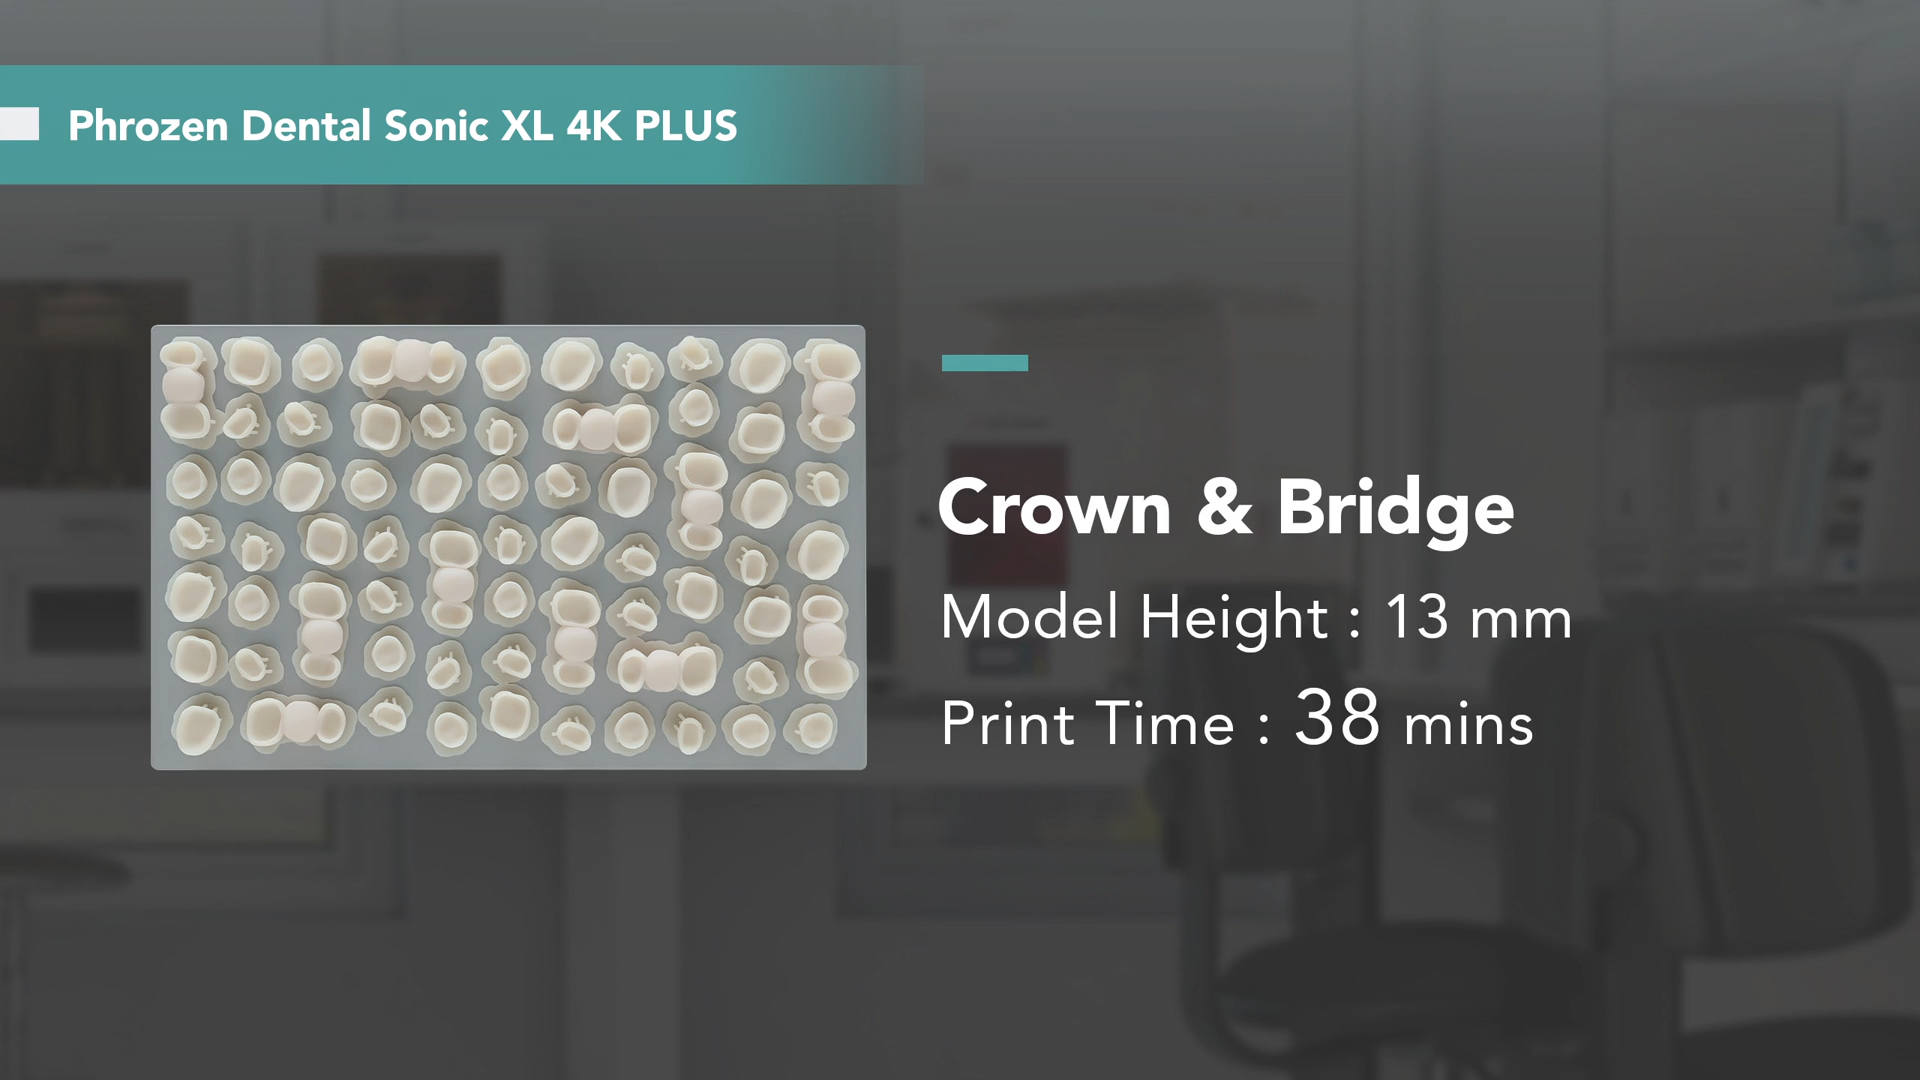 Phrozen Dental Sonic XL 4K PLUS
Crown & Bridge
Model Height : 13 mm
Print Time : 38 mins